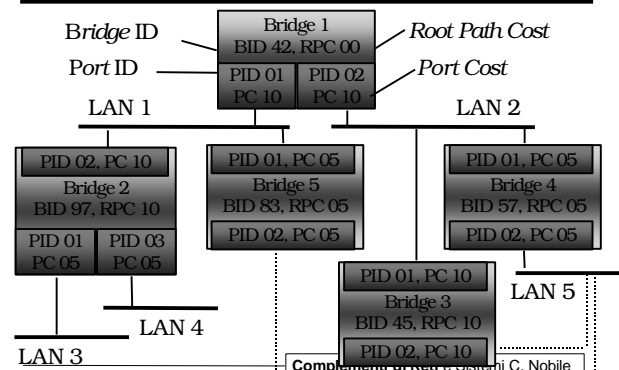 Bridge ID
Bridge 1
BID 42, RPC 00
Root Path Cost
Port ID
PID 01
PC 10
PID 02
PC 10
Port Cost
LAN 1
LAN 2
PID 02, PC 10
Bridge 2
BID 97, RPC 10
PID 01
PC 05
PID 03
PC 05
PID 01, PC 05
Bridge 5
BID 83, RPC 05
PID 02, PC 05
PID 01, PC 05
Bridge 4
BID 57, RPC 05
PID 02, PC 05
PID 01, PC 10
Bridge 3
BID 45, RPC 10
PID 02, PC 10
LAN 5
LAN 4
LAN 3
Complementi di Reti e Sistemi C. Nobile